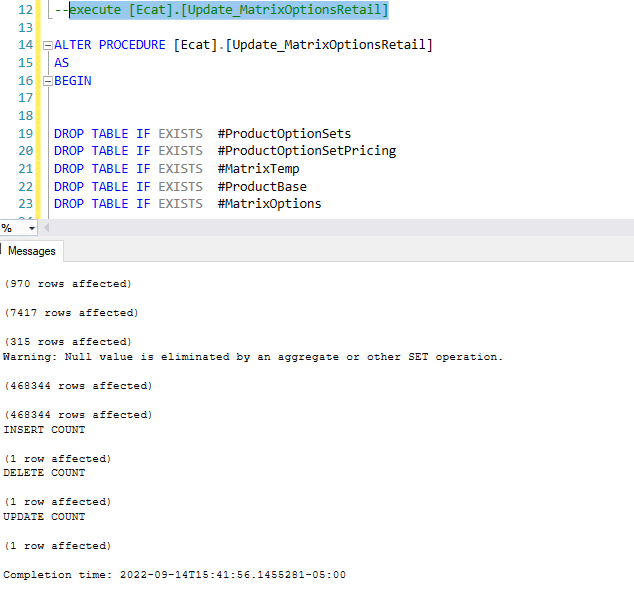 12 --execute [Ecat].[Update_MatrixOptionsRetail]
13
14 ALTER PROCEDURE [Ecat].[Update_MatrixOptionsRetail]
15 AS
16 BEGIN
17
18
19 DROP TABLE IF EXISTS  #ProductOptionSets
20 DROP TABLE IF EXISTS  #ProductOptionSetPricing
21 DROP TABLE IF EXISTS  #MatrixTemp
22 DROP TABLE IF EXISTS  #ProductBase
23 DROP TABLE IF EXISTS  #MatrixOptions
%
Messages
(970 rows affected)
(7417 rows affected)
(315 rows affected)
Warning: Null value is eliminated by an aggregate or other SET operation.
(468344 rows affected)
(468344 rows affected)
INSERT COUNT
(1 row affected)
DELETE COUNT
(1 row affected)
UPDATE COUNT
(1 row affected)
Completion time: 2022-09-14T15:41:56.1455281-05:00